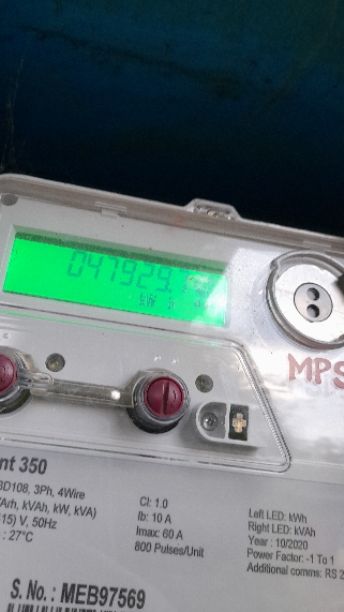 047929.
kW h
MPS
nt 350
BD108, 3Ph, 4Wire
Arh, kVAh, kW, kVA)
15) V, 50Hz
: 27°C
Cl: 1.0
Ib: 10 A
Imax: 60 A
800 Pulses/Unit
Left LED: kWh
Right LED: kVAh
Year : 10/2020
Power Factor: -1 To 1
Additional comms: RS 2
S. No. : MEB97569